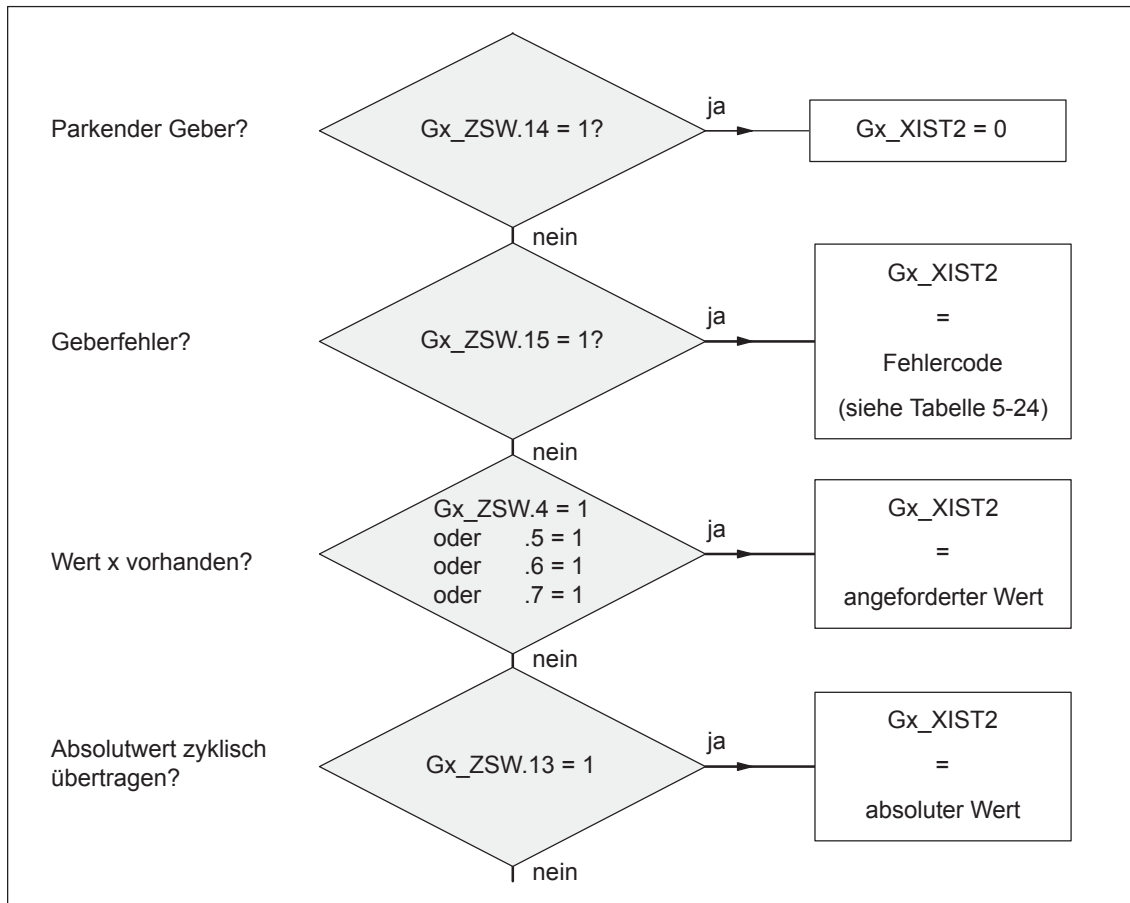 Parkender Geber?
Gx_ZSW.14 = 1?
ja
Gx_XIST2 = 0
nein
Geberfehler?
Gx_ZSW.15 = 1?
ja
Gx_XIST2
=
Fehlercode
(siehe Tabelle 5-24)
nein
Wert x vorhanden?
Gx_ZSW.4 = 1
oder .5 = 1
oder .6 = 1
oder .7 = 1
ja
Gx_XIST2
=
angeforderter Wert
nein
Absolutwert zyklisch
übertragen?
Gx_ZSW.13 = 1
ja
Gx_XIST2
=
absoluter Wert
nein